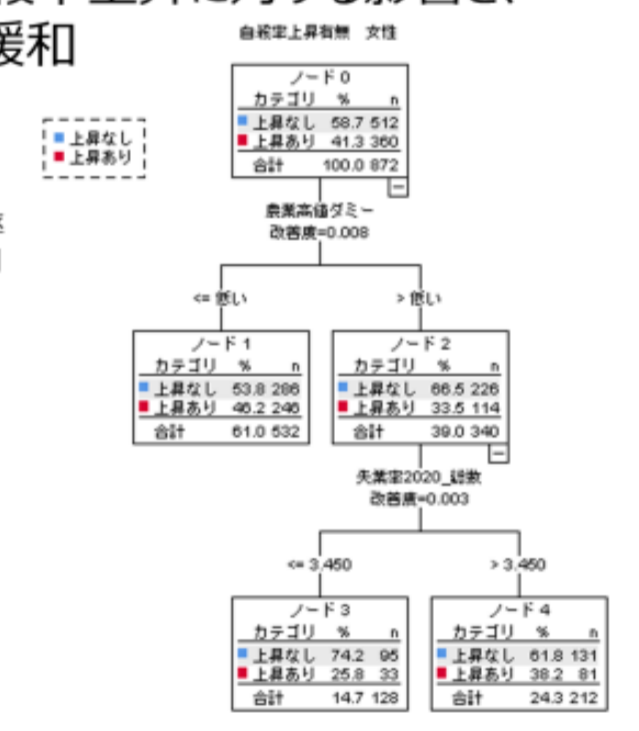 緩和
自殺率上昇有無 女性
上昇なし
上昇あり
ノード 0
カテゴリ % n
上昇なし 58.7 512
上昇あり 41.3 360
合計 100.0 872
農業高値ダミー
改善度=0.008
<= 低い
> 低い
ノード 1
カテゴリ % n
上昇なし 53.8 286
上昇あり 46.2 246
合計 61.0 532
ノード 2
カテゴリ % n
上昇なし 66.5 226
上昇あり 33.5 114
合計 39.0 340
失業率2020_総数
改善度=0.003
<= 3.450
> 3.450
ノード 3
カテゴリ % n
上昇なし 74.2 95
上昇あり 25.8 33
合計 14.7 128
ノード 4
カテゴリ % n
上昇なし 61.8 131
上昇あり 38.2 81
合計 24.3 212